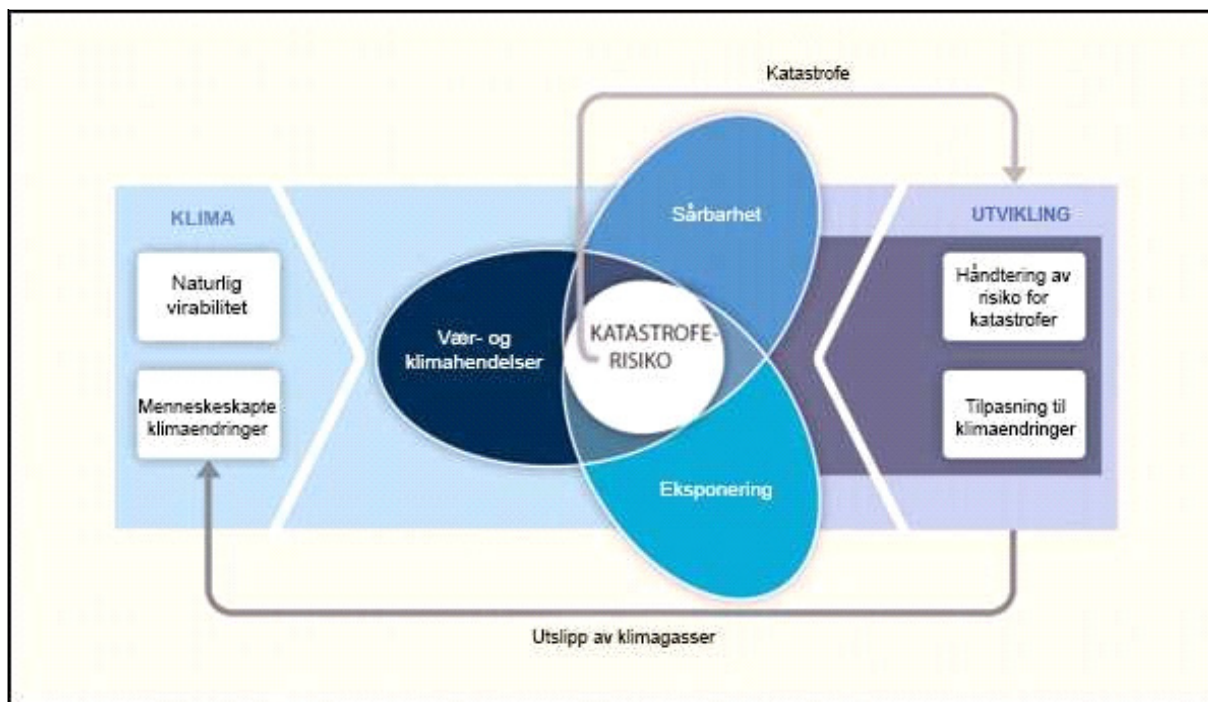 Katastrofe
KLIMA
Naturlig
virabilitet
Menneskeskapte
klimaendringer
Vær- og
klimahendelser
Sårbarhet
KATASTROFE-
RISIKO
Eksponering
UTVIKLING
Håndtering av
risiko for
katastrofer
Tilpasning til
klimaendringer
Utslipp av klimagasser